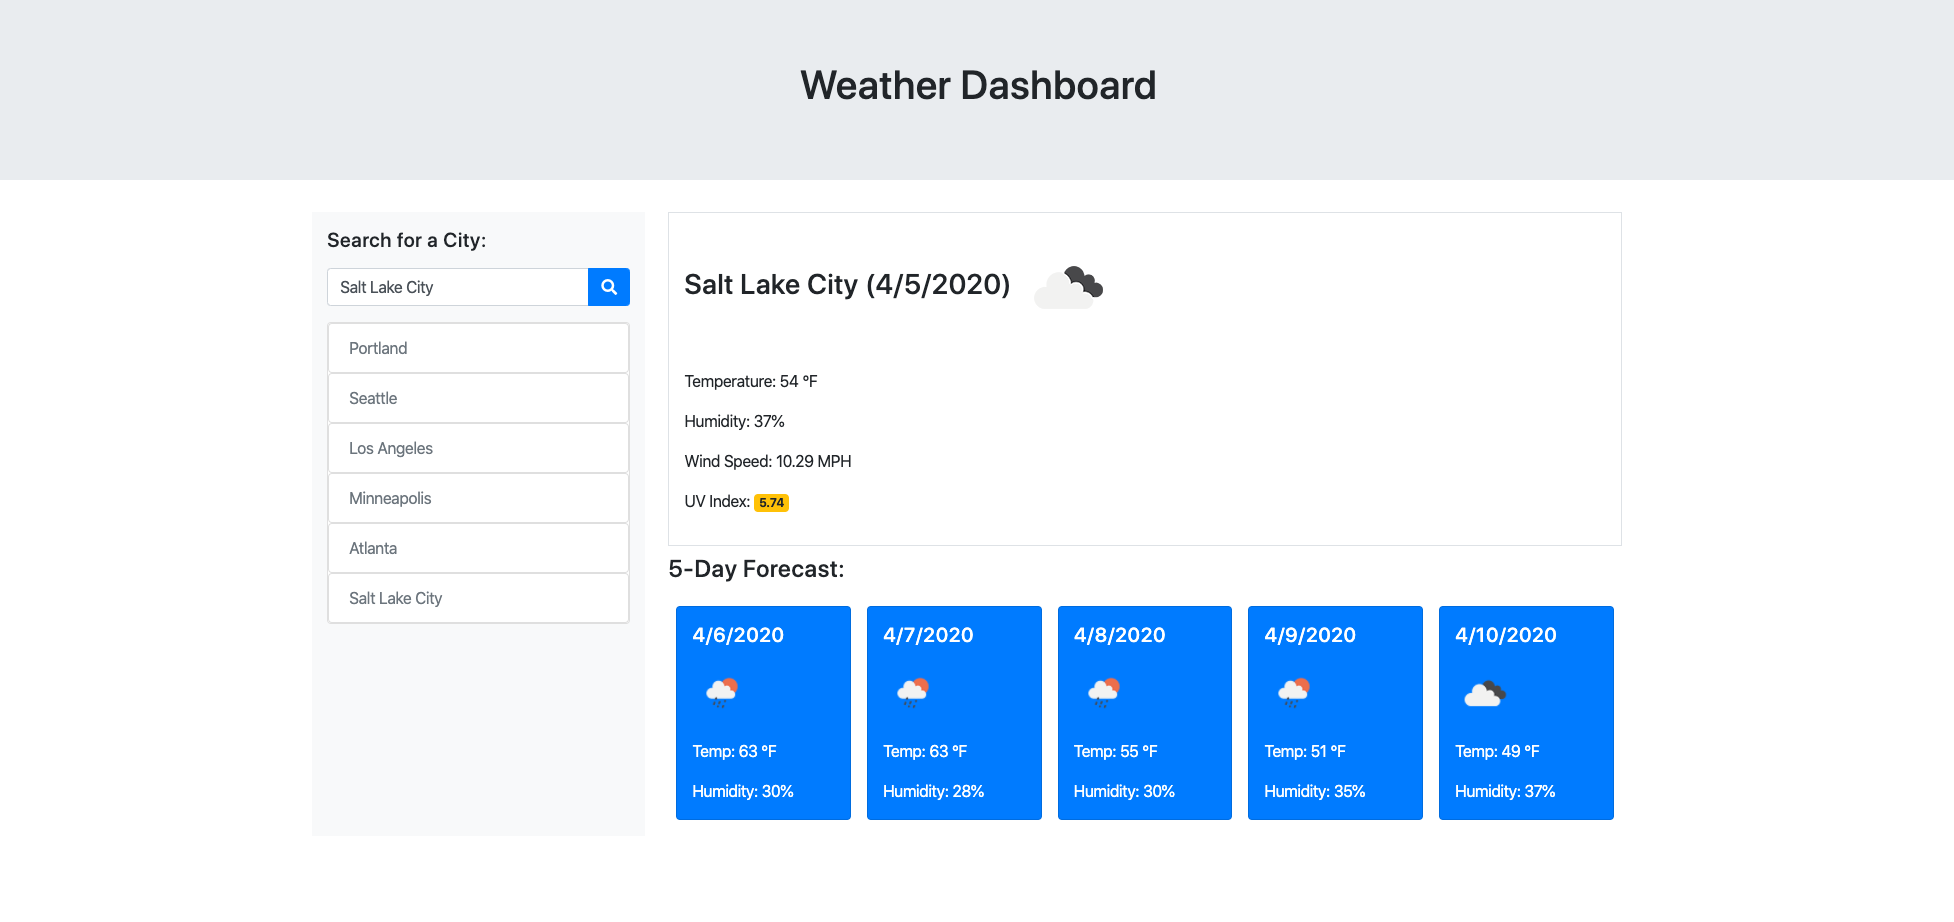 Weather Dashboard
Search for a City:
Salt Lake City
Portland
Seattle
Los Angeles
Minneapolis
Atlanta
Salt Lake City
Salt Lake City (4/5/2020)
Temperature: 54 °F
Humidity: 37%
Wind Speed: 10.29 MPH
UV Index: 5.74
5-Day Forecast:
4/6/2020
Temp: 63 °F
Humidity: 30%
4/7/2020
Temp: 63 °F
Humidity: 28%
4/8/2020
Temp: 55 °F
Humidity: 30%
4/9/2020
Temp: 51 °F
Humidity: 35%
4/10/2020
Temp: 49 °F
Humidity: 37%